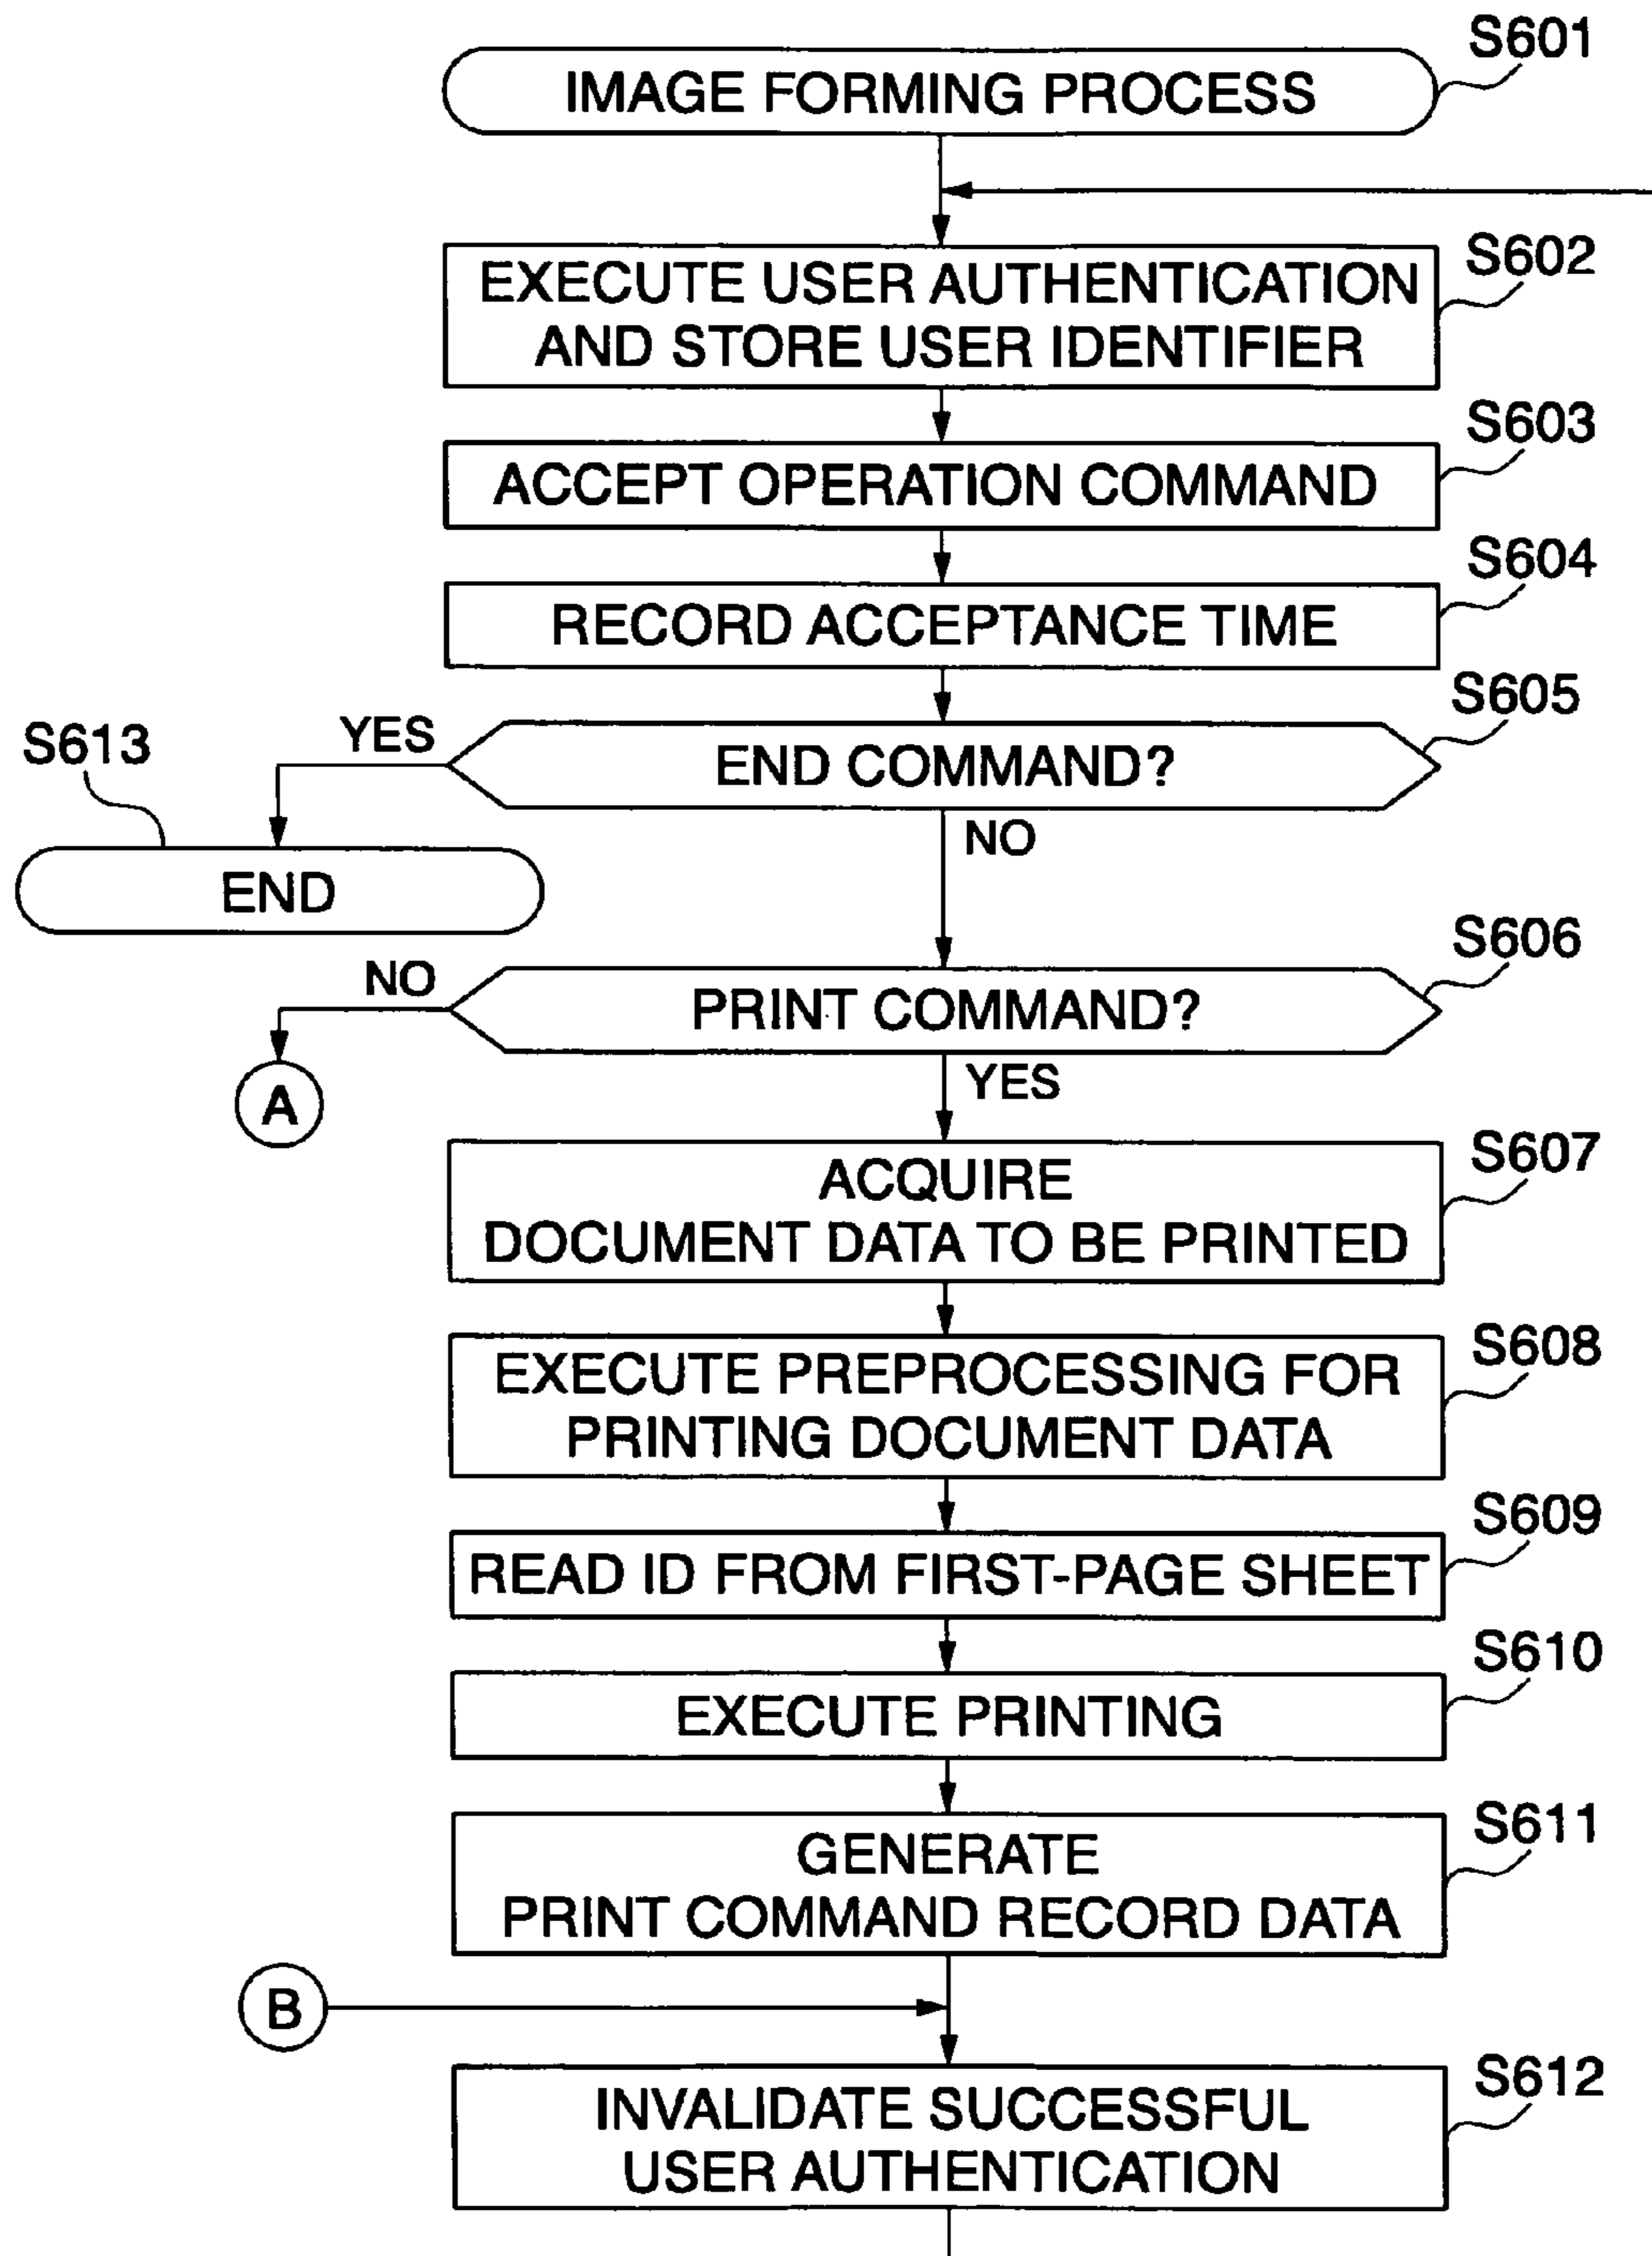 S601
IMAGE FORMING PROCESS
S602
EXECUTE USER AUTHENTICATION
AND STORE USER IDENTIFIER
S603
ACCEPT OPERATION COMMAND
S604
RECORD ACCEPTANCE TIME
S605
S613
YES
END COMMAND?
NO
END
S606
NO
PRINT COMMAND?
YES
A
S607
ACQUIRE
DOCUMENT DATA TO BE PRINTED
S608
EXECUTE PREPROCESSING FOR
PRINTING DOCUMENT DATA
S609
READ ID FROM FIRST-PAGE SHEET
S610
EXECUTE PRINTING
S611
GENERATE
PRINT COMMAND RECORD DATA
B
S612
INVALIDATE SUCCESSFUL
USER AUTHENTICATION